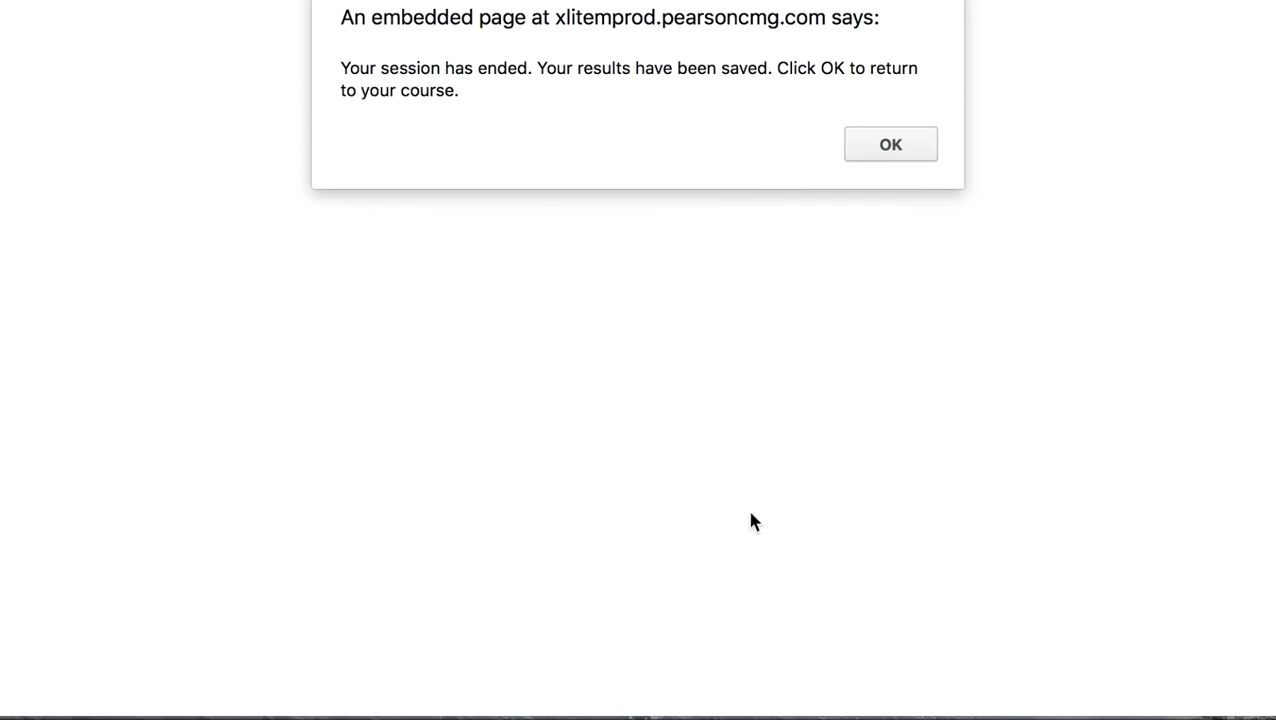 An embedded page at xlitemprod.pearsoncmg.com says:
Your session has ended. Your results have been saved. Click OK to return
to your course.
OK